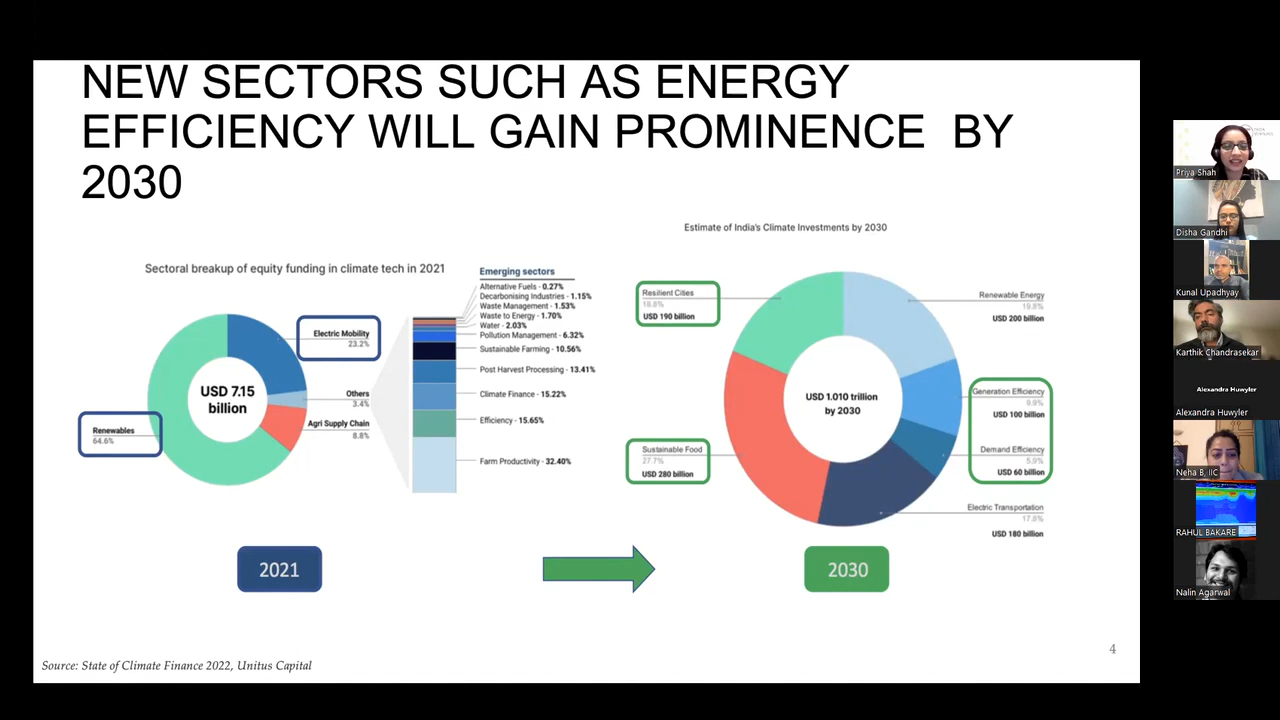 NEW SECTORS SUCH AS ENERGY
EFFICIENCY WILL GAIN PROMINENCE BY
2030
Sectoral breakup of equity funding in climate tech in 2021
USD 7.15
billion
Electric Mobility
23.2%
Others
3.4%
Agri Supply Chain
8.8%
Renewables
64.6%
Emerging sectors
Alternative Fuels - 0.27%
Decarbonising Industries - 1.15%
Waste Management - 1.53%
Waste to Energy - 1.70%
Water - 2.03%
Pollution Management - 6.32%
Sustainable Farming - 10.56%
Post Harvest Processing - 13.41%
Climate Finance - 15.22%
Efficiency - 15.65%
Farm Productivity - 32.40%
2021
Estimate of India's Climate Investments by 2030
Resilient Cities
18.8%
USD 190 billion
Sustainable Food
27.7%
USD 280 billion
USD 1.010 trillion
by 2030
Renewable Energy
19.8%
USD 200 billion
Generation Efficiency
9.9%
USD 100 billion
Demand Efficiency
5.9%
USD 60 billion
Electric Transportation
17.8%
USD 180 billion
2030
4
Source: State of Climate Finance 2022, Unitus Capital
Priya Shah
Disha Gandhi
Kunal Upadhyay
Karthik Chandrasekar
Alexandra Huwyler
Alexandra Huwyler
Neha B, IIC
RAHUL BAKARE
Nalin Agarwal